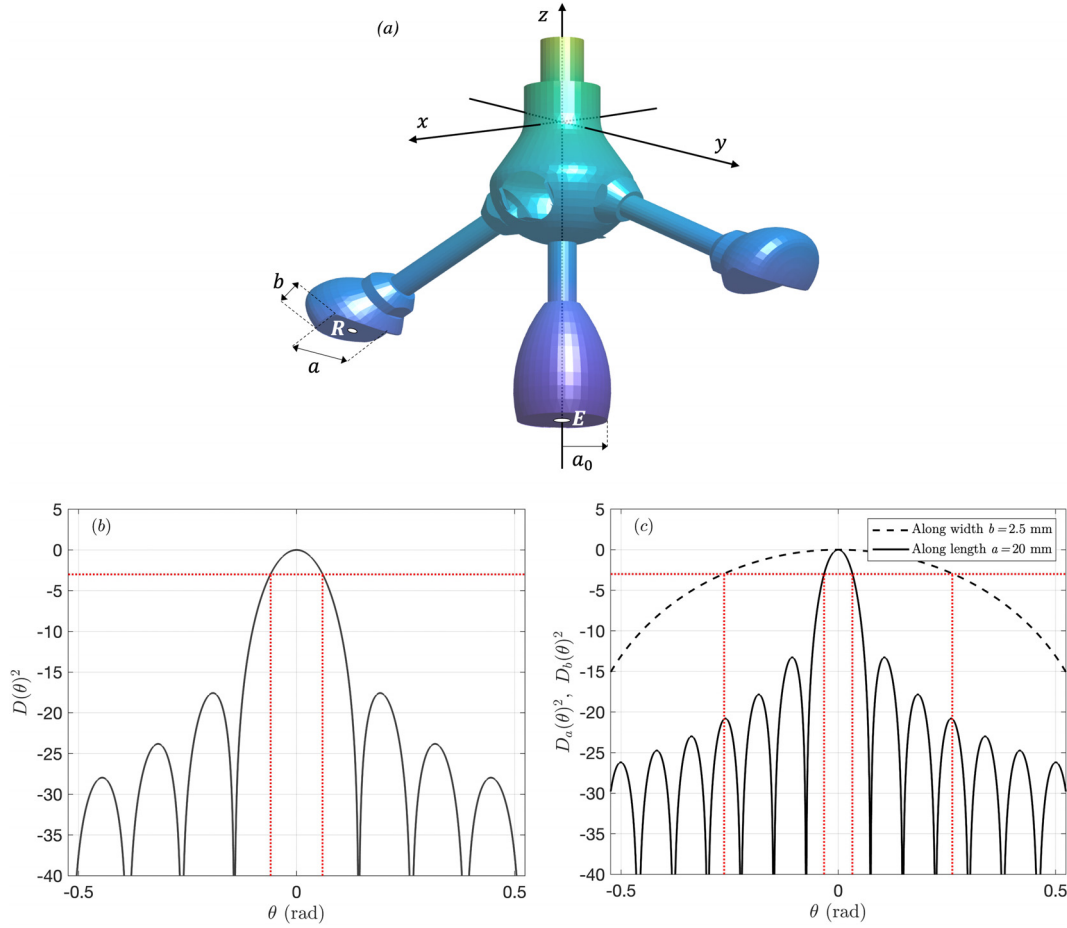 (a)
z
x
y
b
R
a
E
a₀
(b)
5
0
-5
-10
-15
-20
-25
-30
-35
-40
D(θ)²
-0.5
0
0.5
θ (rad)
(c)
Along width b = 2.5 mm
Along length a = 20 mm
5
0
-5
-10
-15
-20
-25
-30
-35
-40
D_a(θ)², D_b(θ)²
-0.5
0
0.5
θ (rad)